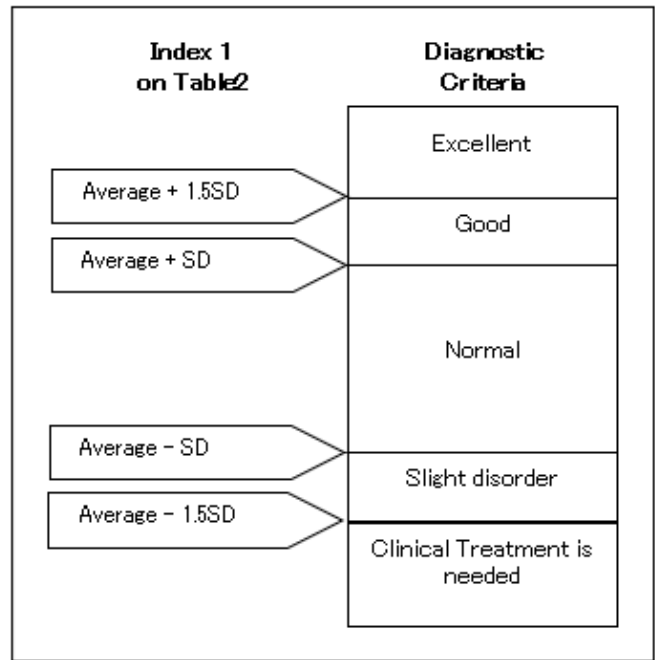 Index 1
on Table2
Diagnostic
Criteria
Excellent
Average + 1.5SD
Good
Average + SD
Normal
Average - SD
Slight disorder
Average - 1.5SD
Clinical Treatment is
needed